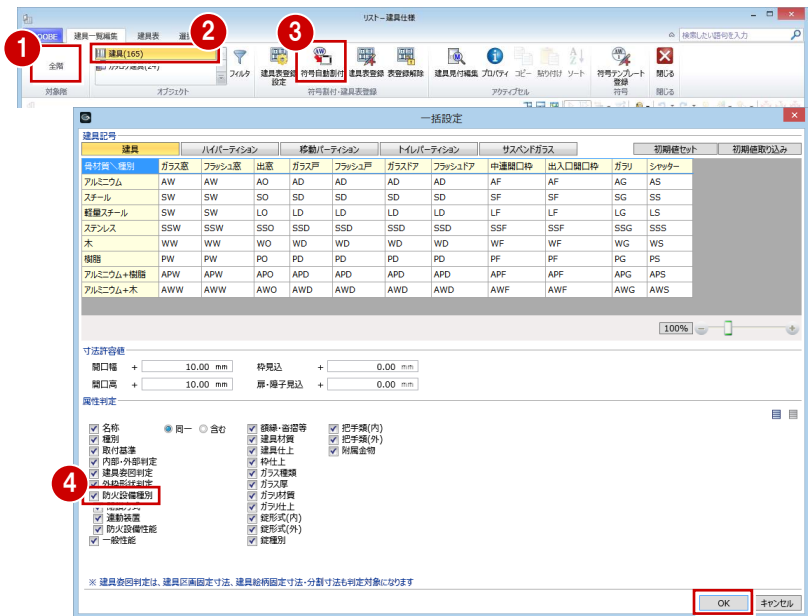 リスト－建具仕様
建具一覧編集 建具表
検索したい語句を入力
1 2 3
全階
建具(165)
フィルタ
建具表登録設定
符号自動割付
建具表登録
表登録解除
建具見付編集
プロパティ
コピー
貼り付け
ソート
符号テンプレート登録
閉じる
対象階 オブジェクト 符号割付・建具表登録 アクティブセル 符号 閉じる
一括設定
建具記号
建具 ハイパーティション 移動パーティション トイレパーティション サスペンドガラス 初期値セット 初期値取り込み
骨材質＼種別 ガラス窓 フラッシュ窓 出窓 ガラス戸 フラッシュ戸 ガラスドア フラッシュドア 中連開口枠 出入口開口枠 ガラリ シャッター
アルミニウム AW AW AO AD AD AD AD AF AF AG AS
スチール SW SW SO SD SD SD SD SF SF SG SS
軽量スチール SW SW LO LD LD LD LD LF LF LG LS
ステンレス SSW SSW SSO SSD SSD SSD SSD SSF SSF SSG SSS
木 WW WW WO WD WD WD WD WF WF WG WS
樹脂 PW PW PO PD PD PD PD PF PF PG PS
アルミニウム+樹脂 APW APW APO APD APD APD APD APF APF APG APS
アルミニウム+木 AWW AWW AWO AWD AWD AWD AWD AWF AWF AWG AWS
100%
寸法許容値
開口幅 + 10.00 mm 枠見込 + 0.00 mm
開口高 + 10.00 mm 扉・障子見込 + 0.00 mm
属性判定
名称 同一 含む 額縁・沓摺等 把手類(内)
種別 建具材質 把手類(外)
取付基準 建具仕上 附属金物
内部・外部判定 枠仕上
建具姿図判定 ガラス種類
外枠形状判定 ガラス厚
4 防火設備種別 ガラリ材質
ガラリ仕上
連動装置 錠形式(内)
防火設備性能 錠形式(外)
一般性能 錠種別
※ 建具姿図判定は、建具区画固定寸法、建具絵柄固定寸法・分割寸法も判定対象になります
OK キャンセル